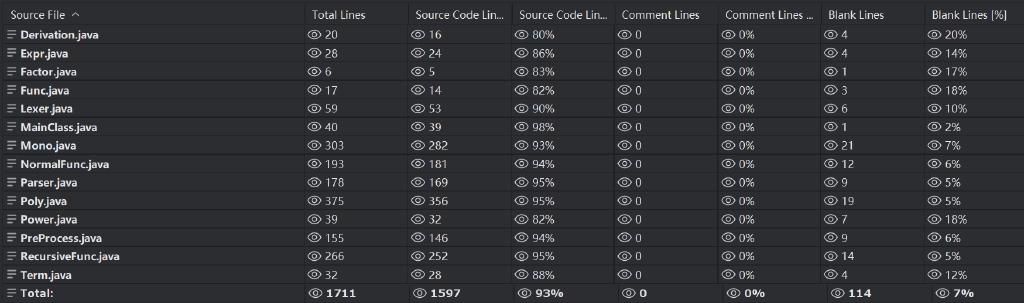 Source File Total Lines Source Code Lin... Source Code Lin... Comment Lines Comment Lines ... Blank Lines Blank Lines [%]
Derivation.java 20 16 80% 0 0% 4 20%
Expr.java 28 24 86% 0 0% 4 14%
Factor.java 6 5 83% 0 0% 1 17%
Func.java 17 14 82% 0 0% 3 18%
Lexer.java 59 53 90% 0 0% 6 10%
MainClass.java 40 39 98% 0 0% 1 2%
Mono.java 303 282 93% 0 0% 21 7%
NormalFunc.java 193 181 94% 0 0% 12 6%
Parser.java 178 169 95% 0 0% 9 5%
Poly.java 375 356 95% 0 0% 19 5%
Power.java 39 32 82% 0 0% 7 18%
PreProcess.java 155 146 94% 0 0% 9 6%
RecursiveFunc.java 266 252 95% 0 0% 14 5%
Term.java 32 28 88% 0 0% 4 12%
Total: 1711 1597 93% 0 0% 114 7%